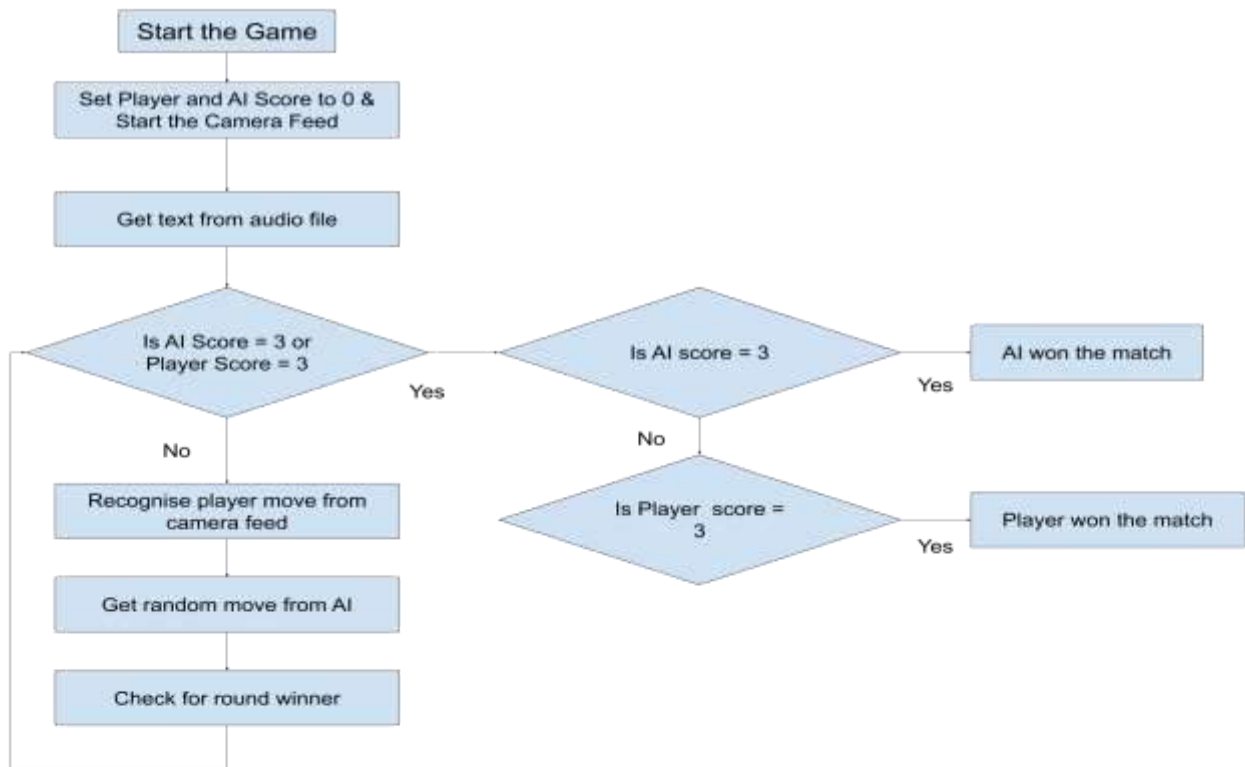 Start the Game
Set Player and AI Score to 0 &
Start the Camera Feed
Get text from audio file
Is AI Score = 3 or
Player Score = 3
Yes
No
Is AI score = 3
Yes
No
AI won the match
Is Player score =
3
Yes
Player won the match
Recognise player move from
camera feed
Get random move from AI
Check for round winner